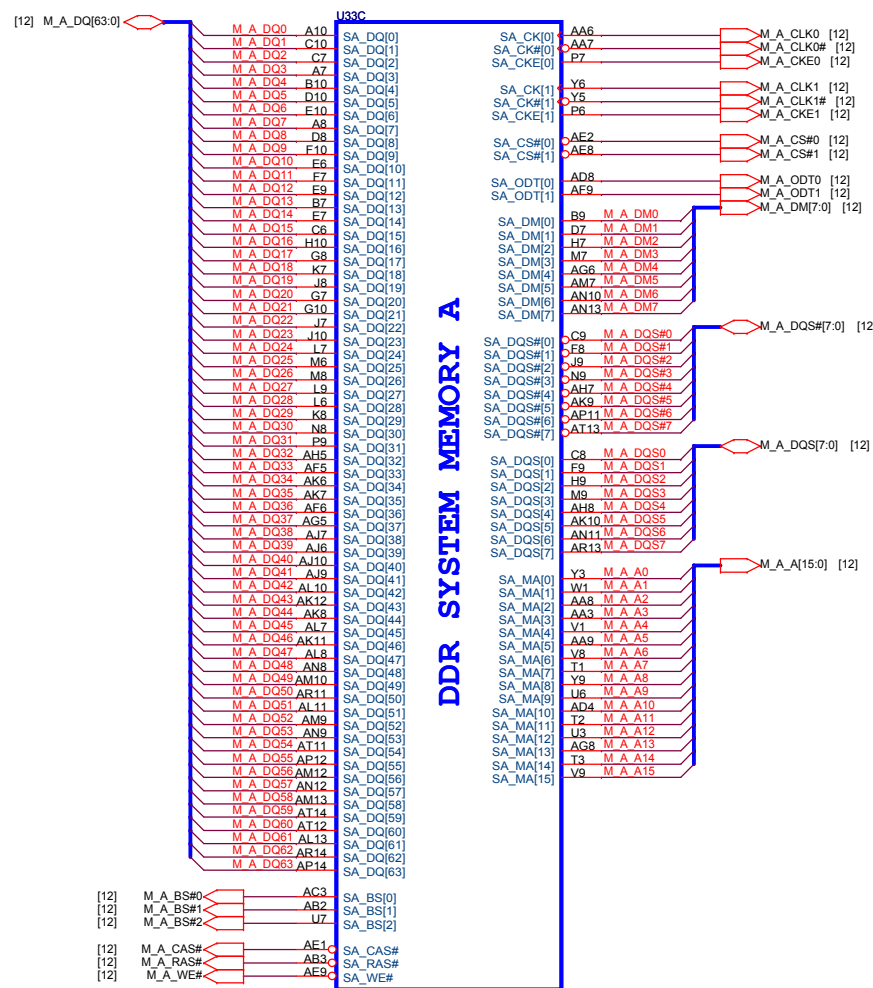 U33C
[12] M_A_DQ[63:0]
M_A_DQ0 A10 SA_DQ[0]
M_A_DQ1 C10 SA_DQ[1]
M_A_DQ2 C7 SA_DQ[2]
M_A_DQ3 A7 SA_DQ[3]
M_A_DQ4 B10 SA_DQ[4]
M_A_DQ5 D10 SA_DQ[5]
M_A_DQ6 E10 SA_DQ[6]
M_A_DQ7 A8 SA_DQ[7]
M_A_DQ8 D8 SA_DQ[8]
M_A_DQ9 F10 SA_DQ[9]
M_A_DQ10 E6 SA_DQ[10]
M_A_DQ11 F7 SA_DQ[11]
M_A_DQ12 E9 SA_DQ[12]
M_A_DQ13 B7 SA_DQ[13]
M_A_DQ14 E7 SA_DQ[14]
M_A_DQ15 C6 SA_DQ[15]
M_A_DQ16 H10 SA_DQ[16]
M_A_DQ17 G8 SA_DQ[17]
M_A_DQ18 K7 SA_DQ[18]
M_A_DQ19 J8 SA_DQ[19]
M_A_DQ20 G7 SA_DQ[20]
M_A_DQ21 G10 SA_DQ[21]
M_A_DQ22 J7 SA_DQ[22]
M_A_DQ23 J10 SA_DQ[23]
M_A_DQ24 L7 SA_DQ[24]
M_A_DQ25 M6 SA_DQ[25]
M_A_DQ26 M8 SA_DQ[26]
M_A_DQ27 L9 SA_DQ[27]
M_A_DQ28 L6 SA_DQ[28]
M_A_DQ29 K8 SA_DQ[29]
M_A_DQ30 N8 SA_DQ[30]
M_A_DQ31 P9 SA_DQ[31]
M_A_DQ32 AH5 SA_DQ[32]
M_A_DQ33 AF5 SA_DQ[33]
M_A_DQ34 AK6 SA_DQ[34]
M_A_DQ35 AK7 SA_DQ[35]
M_A_DQ36 AF6 SA_DQ[36]
M_A_DQ37 AG5 SA_DQ[37]
M_A_DQ38 AJ7 SA_DQ[38]
M_A_DQ39 AJ6 SA_DQ[39]
M_A_DQ40 AJ10 SA_DQ[40]
M_A_DQ41 AJ9 SA_DQ[41]
M_A_DQ42 AL10 SA_DQ[42]
M_A_DQ43 AK12 SA_DQ[43]
M_A_DQ44 AK8 SA_DQ[44]
M_A_DQ45 AL7 SA_DQ[45]
M_A_DQ46 AK11 SA_DQ[46]
M_A_DQ47 AL8 SA_DQ[47]
M_A_DQ48 AN8 SA_DQ[48]
M_A_DQ49 AM10 SA_DQ[49]
M_A_DQ50 AR11 SA_DQ[50]
M_A_DQ51 AL11 SA_DQ[51]
M_A_DQ52 AM9 SA_DQ[52]
M_A_DQ53 AN9 SA_DQ[53]
M_A_DQ54 AT11 SA_DQ[54]
M_A_DQ55 AP12 SA_DQ[55]
M_A_DQ56 AM12 SA_DQ[56]
M_A_DQ57 AN12 SA_DQ[57]
M_A_DQ58 AM13 SA_DQ[58]
M_A_DQ59 AT14 SA_DQ[59]
M_A_DQ60 AT12 SA_DQ[60]
M_A_DQ61 AL13 SA_DQ[61]
M_A_DQ62 AR14 SA_DQ[62]
M_A_DQ63 AP14 SA_DQ[63]
[12] M_A_BS#0 AC3 SA_BS[0]
[12] M_A_BS#1 AB2 SA_BS[1]
[12] M_A_BS#2 U7 SA_BS[2]
[12] M_A_CAS# AE1 SA_CAS#
[12] M_A_RAS# AB3 SA_RAS#
[12] M_A_WE# AE9 SA_WE#
DDR SYSTEM MEMORY A
SA_CK[0] AA6 M_A_CLK0 [12]
SA_CK#[0] AA7 M_A_CLK0# [12]
SA_CKE[0] P7 M_A_CKE0 [12]
SA_CK[1] Y6 M_A_CLK1 [12]
SA_CK#[1] Y5 M_A_CLK1# [12]
SA_CKE[1] P6 M_A_CKE1 [12]
SA_CS#[0] AE2 M_A_CS#0 [12]
SA_CS#[1] AE8 M_A_CS#1 [12]
SA_ODT[0] AD8 M_A_ODT0 [12]
SA_ODT[1] AF9 M_A_ODT1 [12]
M_A_DM[7:0] [12]
SA_DM[0] B9 M_A_DM0
SA_DM[1] D7 M_A_DM1
SA_DM[2] H7 M_A_DM2
SA_DM[3] M7 M_A_DM3
SA_DM[4] AG6 M_A_DM4
SA_DM[5] AM7 M_A_DM5
SA_DM[6] AN10 M_A_DM6
SA_DM[7] AN13 M_A_DM7
M_A_DQS#[7:0] [12
SA_DQS#[0] C9 M_A_DQS#0
SA_DQS#[1] F8 M_A_DQS#1
SA_DQS#[2] J9 M_A_DQS#2
SA_DQS#[3] N9 M_A_DQS#3
SA_DQS#[4] AH7 M_A_DQS#4
SA_DQS#[5] AK9 M_A_DQS#5
SA_DQS#[6] AP11 M_A_DQS#6
SA_DQS#[7] AT13 M_A_DQS#7
M_A_DQS[7:0] [12]
SA_DQS[0] C8 M_A_DQS0
SA_DQS[1] F9 M_A_DQS1
SA_DQS[2] H9 M_A_DQS2
SA_DQS[3] M9 M_A_DQS3
SA_DQS[4] AH8 M_A_DQS4
SA_DQS[5] AK10 M_A_DQS5
SA_DQS[6] AN11 M_A_DQS6
SA_DQS[7] AR13 M_A_DQS7
M_A_A[15:0] [12]
SA_MA[0] Y3 M_A_A0
SA_MA[1] W1 M_A_A1
SA_MA[2] AA8 M_A_A2
SA_MA[3] AA3 M_A_A3
SA_MA[4] V1 M_A_A4
SA_MA[5] AA9 M_A_A5
SA_MA[6] V8 M_A_A6
SA_MA[7] T1 M_A_A7
SA_MA[8] Y9 M_A_A8
SA_MA[9] U6 M_A_A9
SA_MA[10] AD4 M_A_A10
SA_MA[11] T2 M_A_A11
SA_MA[12] U3 M_A_A12
SA_MA[13] AG8 M_A_A13
SA_MA[14] T3 M_A_A14
SA_MA[15] V9 M_A_A15